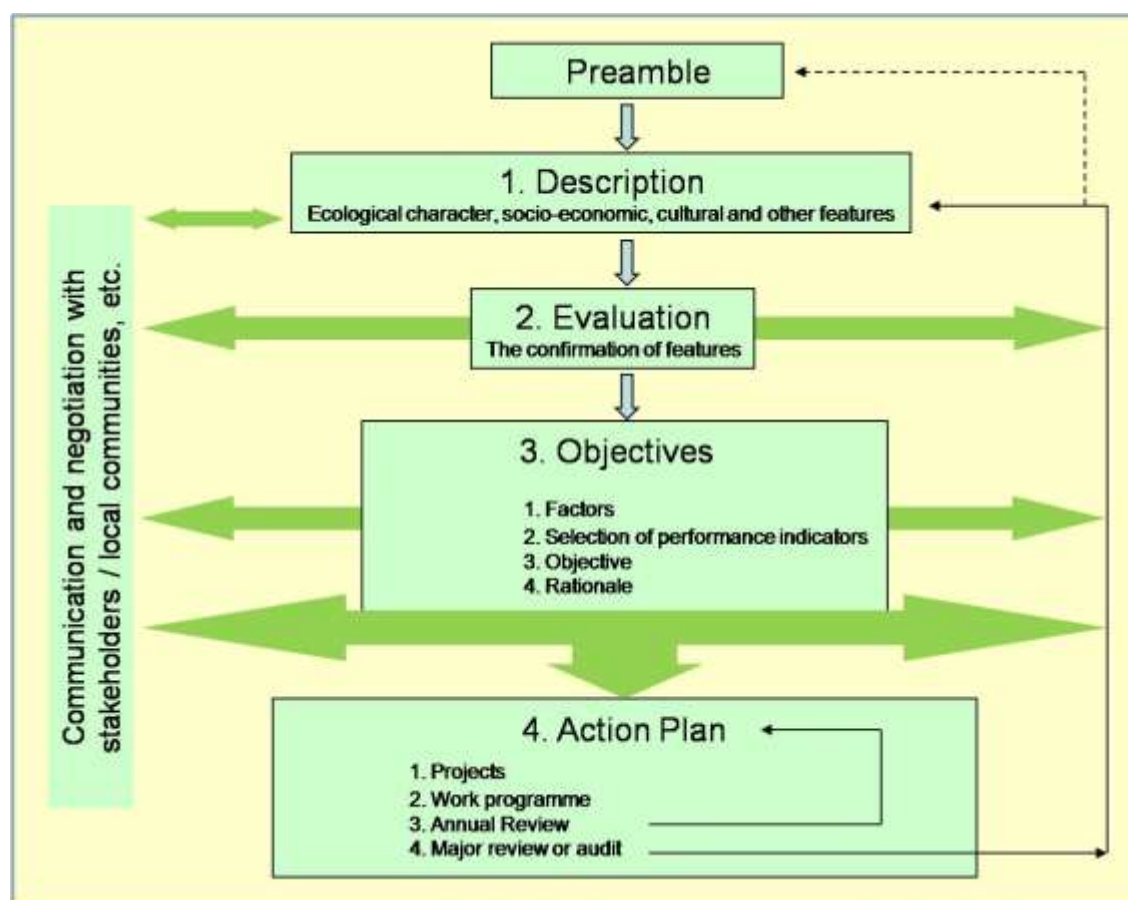 Preamble
1. Description
Ecological character, socio-economic, cultural and other features
Communication and negotiation with
stakeholders / local communities, etc.
2. Evaluation
The confirmation of features
3. Objectives
1. Factors
2. Selection of performance indicators
3. Objective
4. Rationale
4. Action Plan
1. Projects
2. Work programme
3. Annual Review
4. Major review or audit